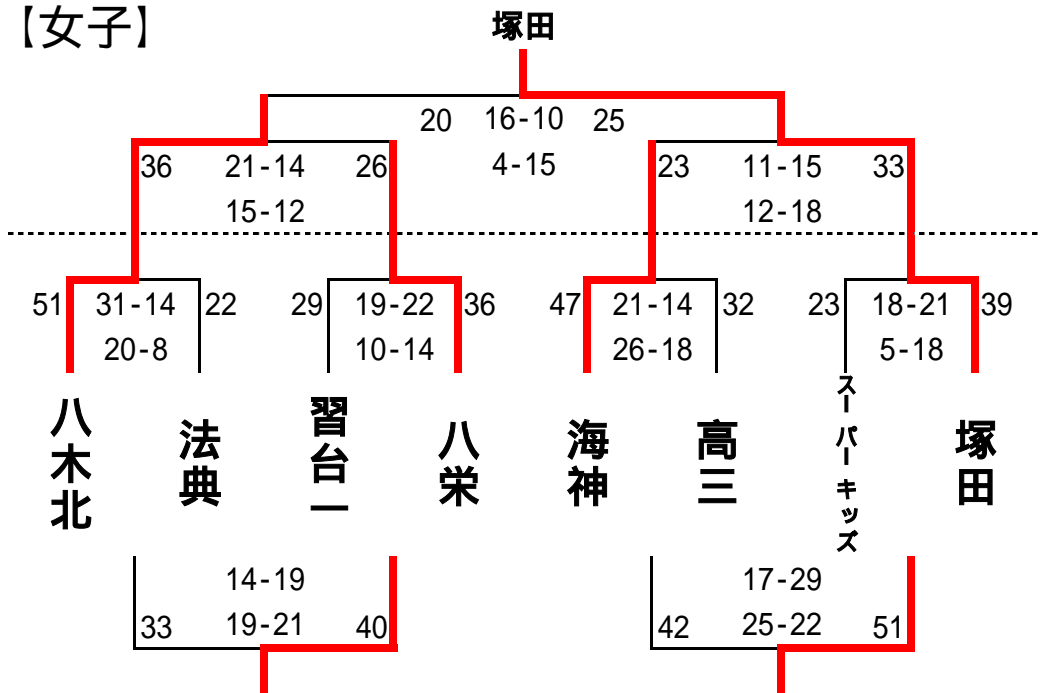 【女子】
塚田
20 16-10 25
4-15
36 21-14 26
15-12
23 11-15 33
12-18
51 31-14 22
20-8
29 19-22 36
10-14
47 21-14 32
26-18
23 18-21 39
5-18
八木北
法典
習台一
八栄
海神
高三
スーパーキッズ
塚田
14-19
33 19-21 40
17-29
42 25-22 51